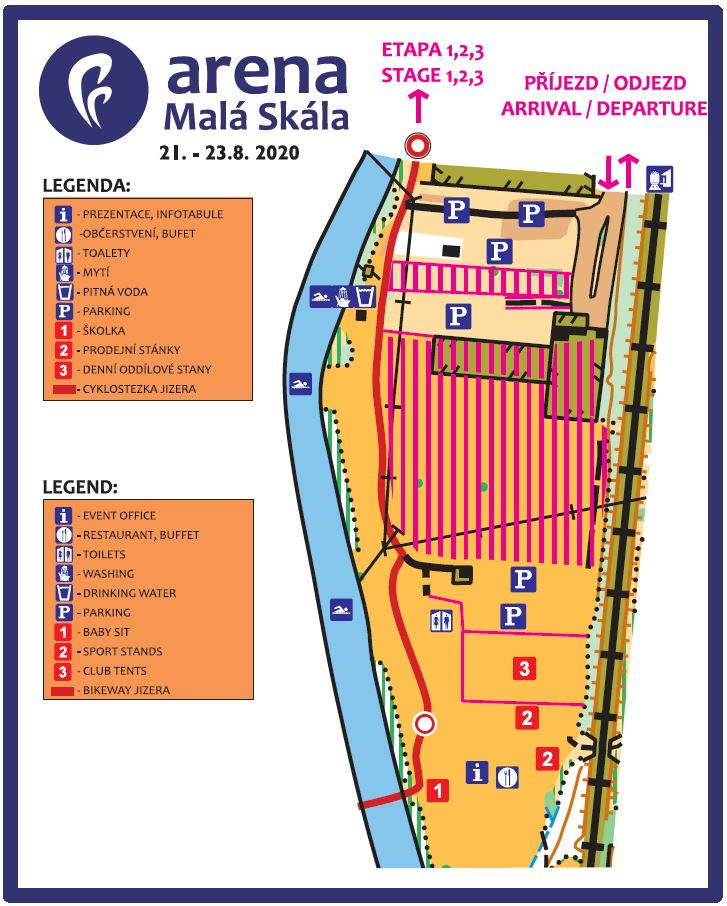 ETAPA 1,2,3
STAGE 1,2,3
arena
Malá Skála
21. - 23.8. 2020
PŘÍJEZD / ODJEZD
ARRIVAL / DEPARTURE
LEGENDA:
i - PREZENTACE, INFOTABULE
-OBČERSTVENÍ, BUFET
- TOALETY
- MYTÍ
- PITNÁ VODA
P - PARKING
1 - ŠKOLKA
2 - PRODEJNÍ STÁNKY
3 - DENNÍ ODDÍLOVÉ STANY
- CYKLOSTEZKA JIZERA
LEGEND:
i - EVENT OFFICE
- RESTAURANT, BUFFET
- TOILETS
- WASHING
- DRINKING WATER
P - PARKING
1 - BABY SIT
2 - SPORT STANDS
3 - CLUB TENTS
- BIKEWAY JIZERA
1
P
P
P
P
P
P
3
2
2
i
1